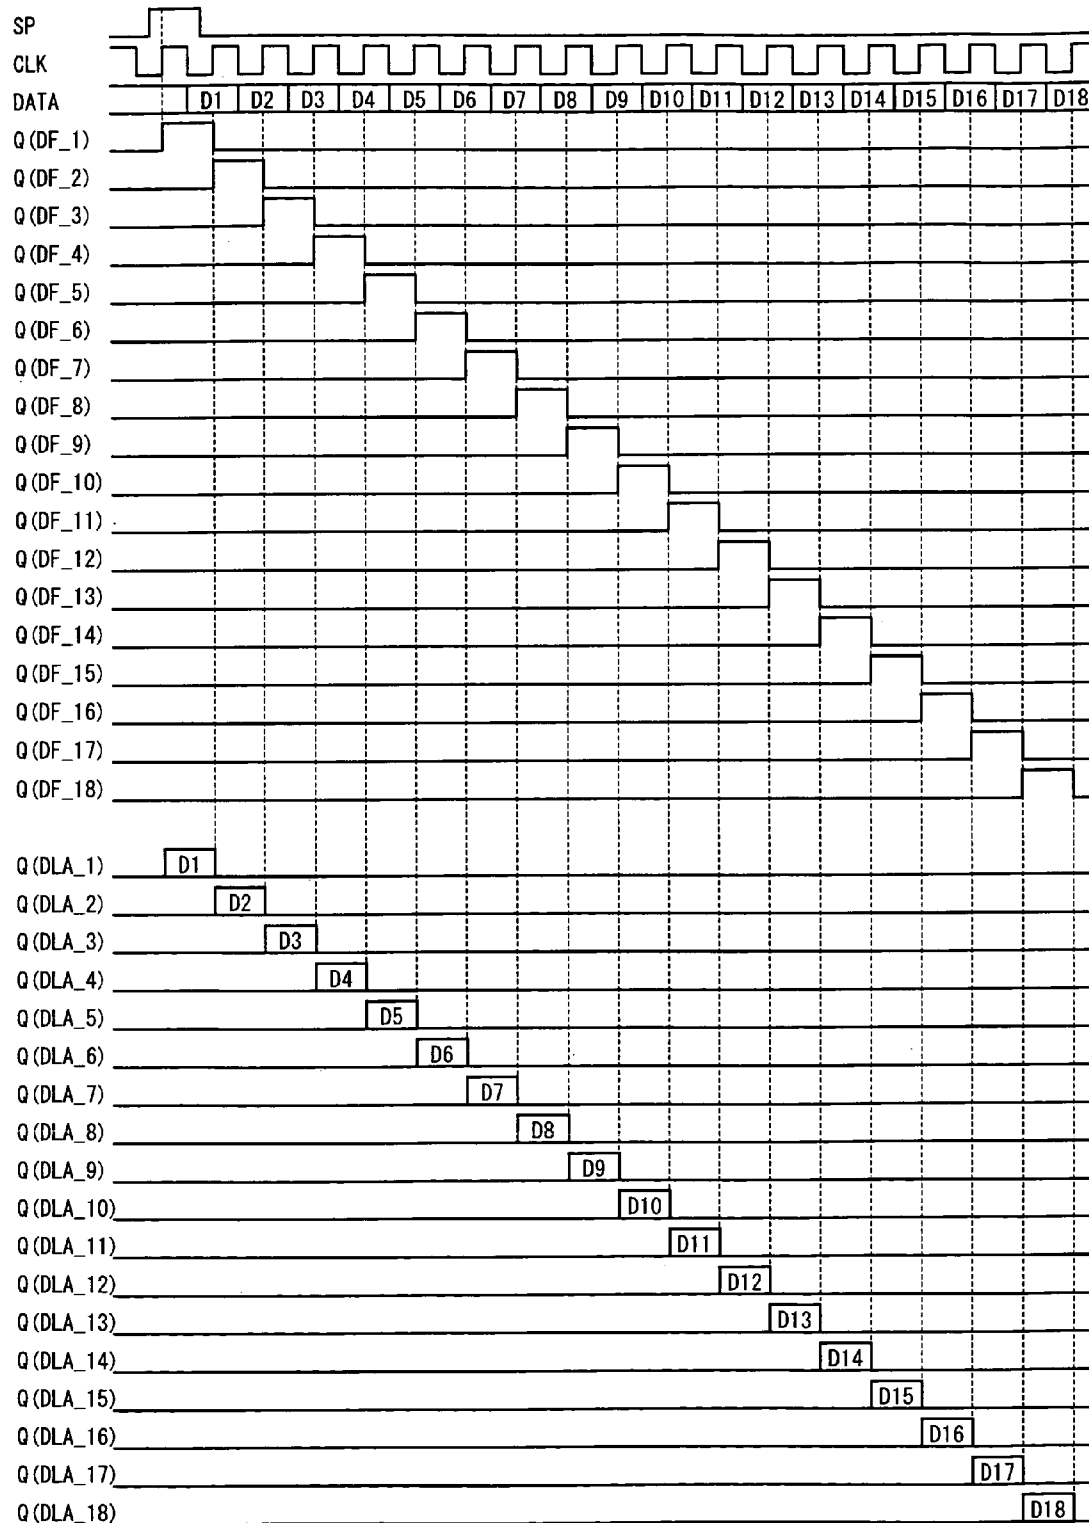 SP
CLK
DATA D1 D2 D3 D4 D5 D6 D7 D8 D9 D10 D11 D12 D13 D14 D15 D16 D17 D18
Q(DF_1)
Q(DF_2)
Q(DF_3)
Q(DF_4)
Q(DF_5)
Q(DF_6)
Q(DF_7)
Q(DF_8)
Q(DF_9)
Q(DF_10)
Q(DF_11)
Q(DF_12)
Q(DF_13)
Q(DF_14)
Q(DF_15)
Q(DF_16)
Q(DF_17)
Q(DF_18)
Q(DLA_1) D1
Q(DLA_2) D2
Q(DLA_3) D3
Q(DLA_4) D4
Q(DLA_5) D5
Q(DLA_6) D6
Q(DLA_7) D7
Q(DLA_8) D8
Q(DLA_9) D9
Q(DLA_10) D10
Q(DLA_11) D11
Q(DLA_12) D12
Q(DLA_13) D13
Q(DLA_14) D14
Q(DLA_15) D15
Q(DLA_16) D16
Q(DLA_17) D17
Q(DLA_18) D18